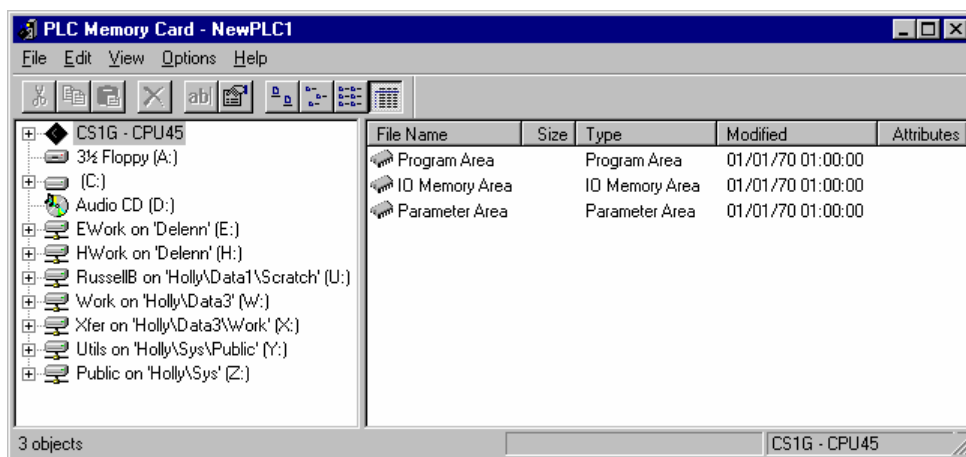 PLC Memory Card - NewPLC1
File Edit View Options Help
ab
CS1G - CPU45
3½ Floppy (A:)
(C:)
Audio CD (D:)
EWork on 'Delenn' (E:)
HWork on 'Delenn' (H:)
RussellB on 'Holly\Data1\Scratch' (U:)
Work on 'Holly\Data3' (W:)
Xfer on 'Holly\Data3\Work' (X:)
Utils on 'Holly\Sys\Public' (Y:)
Public on 'Holly\Sys' (Z:)
File Name Size Type Modified Attributes
Program Area Program Area 01/01/70 01:00:00
IO Memory Area IO Memory Area 01/01/70 01:00:00
Parameter Area Parameter Area 01/01/70 01:00:00
3 objects CS1G - CPU45